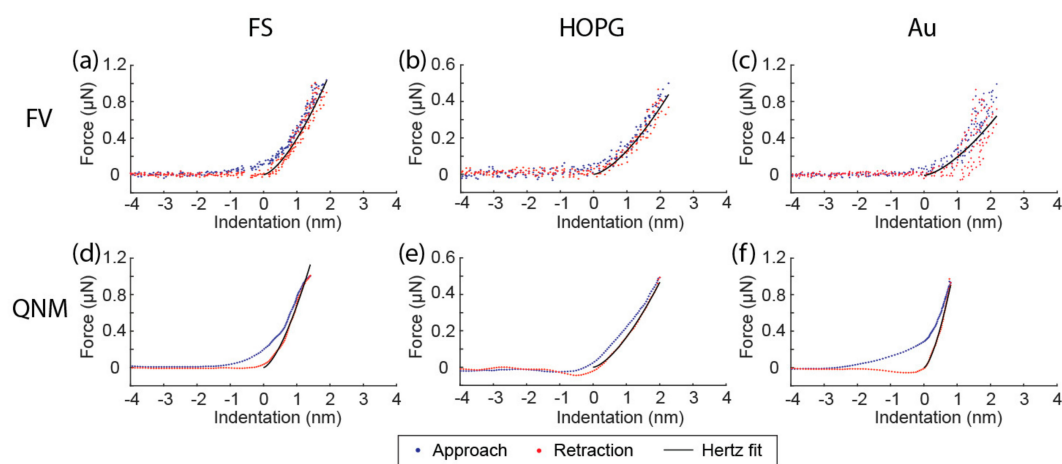 FS HOPG Au
FV
(a) (b) (c)
Force (µN) Force (µN) Force (µN)
1.2 0.6 1.2
0.8 0.4 0.8
0.4 0.2 0.4
0 0 0
-4 -3 -2 -1 0 1 2 3 4 -4 -3 -2 -1 0 1 2 3 4 -4 -3 -2 -1 0 1 2 3 4
Indentation (nm) Indentation (nm) Indentation (nm)
QNM
(d) (e) (f)
Force (µN) Force (µN) Force (µN)
1.2 0.6 1.2
0.8 0.4 0.8
0.4 0.2 0.4
0 0 0
-4 -3 -2 -1 0 1 2 3 4 -4 -3 -2 -1 0 1 2 3 4 -4 -3 -2 -1 0 1 2 3 4
Indentation (nm) Indentation (nm) Indentation (nm)
Approach Retraction Hertz fit